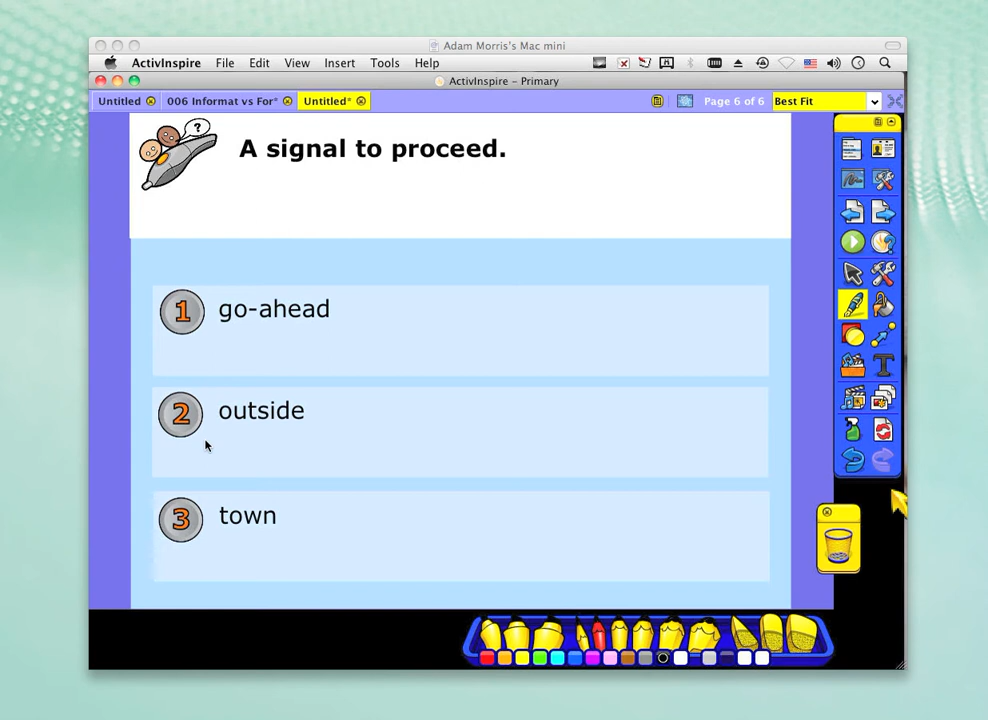 Adam Morris's Mac mini
ActivInspire File Edit View Insert Tools Help
ActivInspire – Primary
Untitled 006 Informat vs For* Untitled* Page 6 of 6 Best Fit
?
A signal to proceed.
1 go-ahead
2 outside
3 town
T